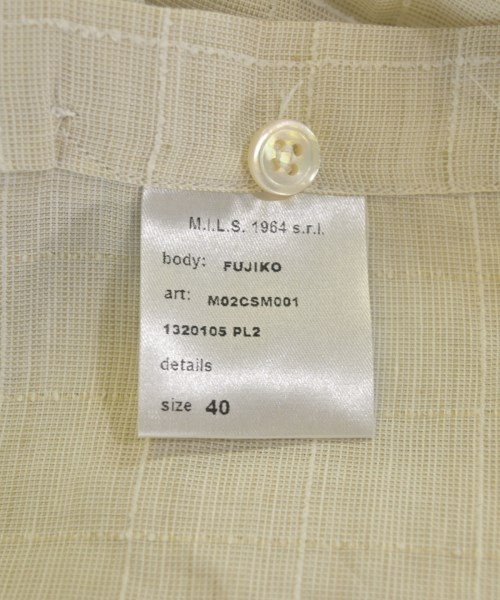 M.I.L.S. 1964 s.r.l.
body: FUJIKO
art: M02CSM001
1320105 PL2
details
size 40